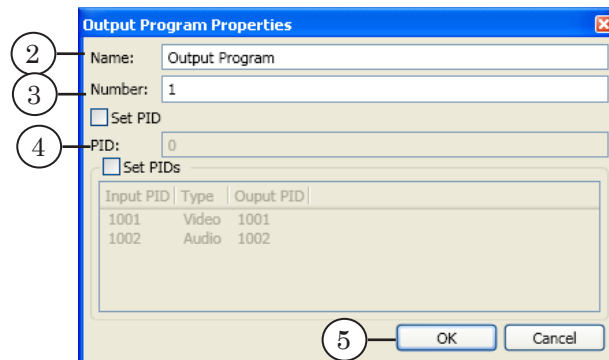 Output Program Properties
2 Name: Output Program
3 Number: 1
Set PID
4 PID: 0
Set PIDs
Input PID Type Ouput PID
1001 Video 1001
1002 Audio 1002
5 OK Cancel